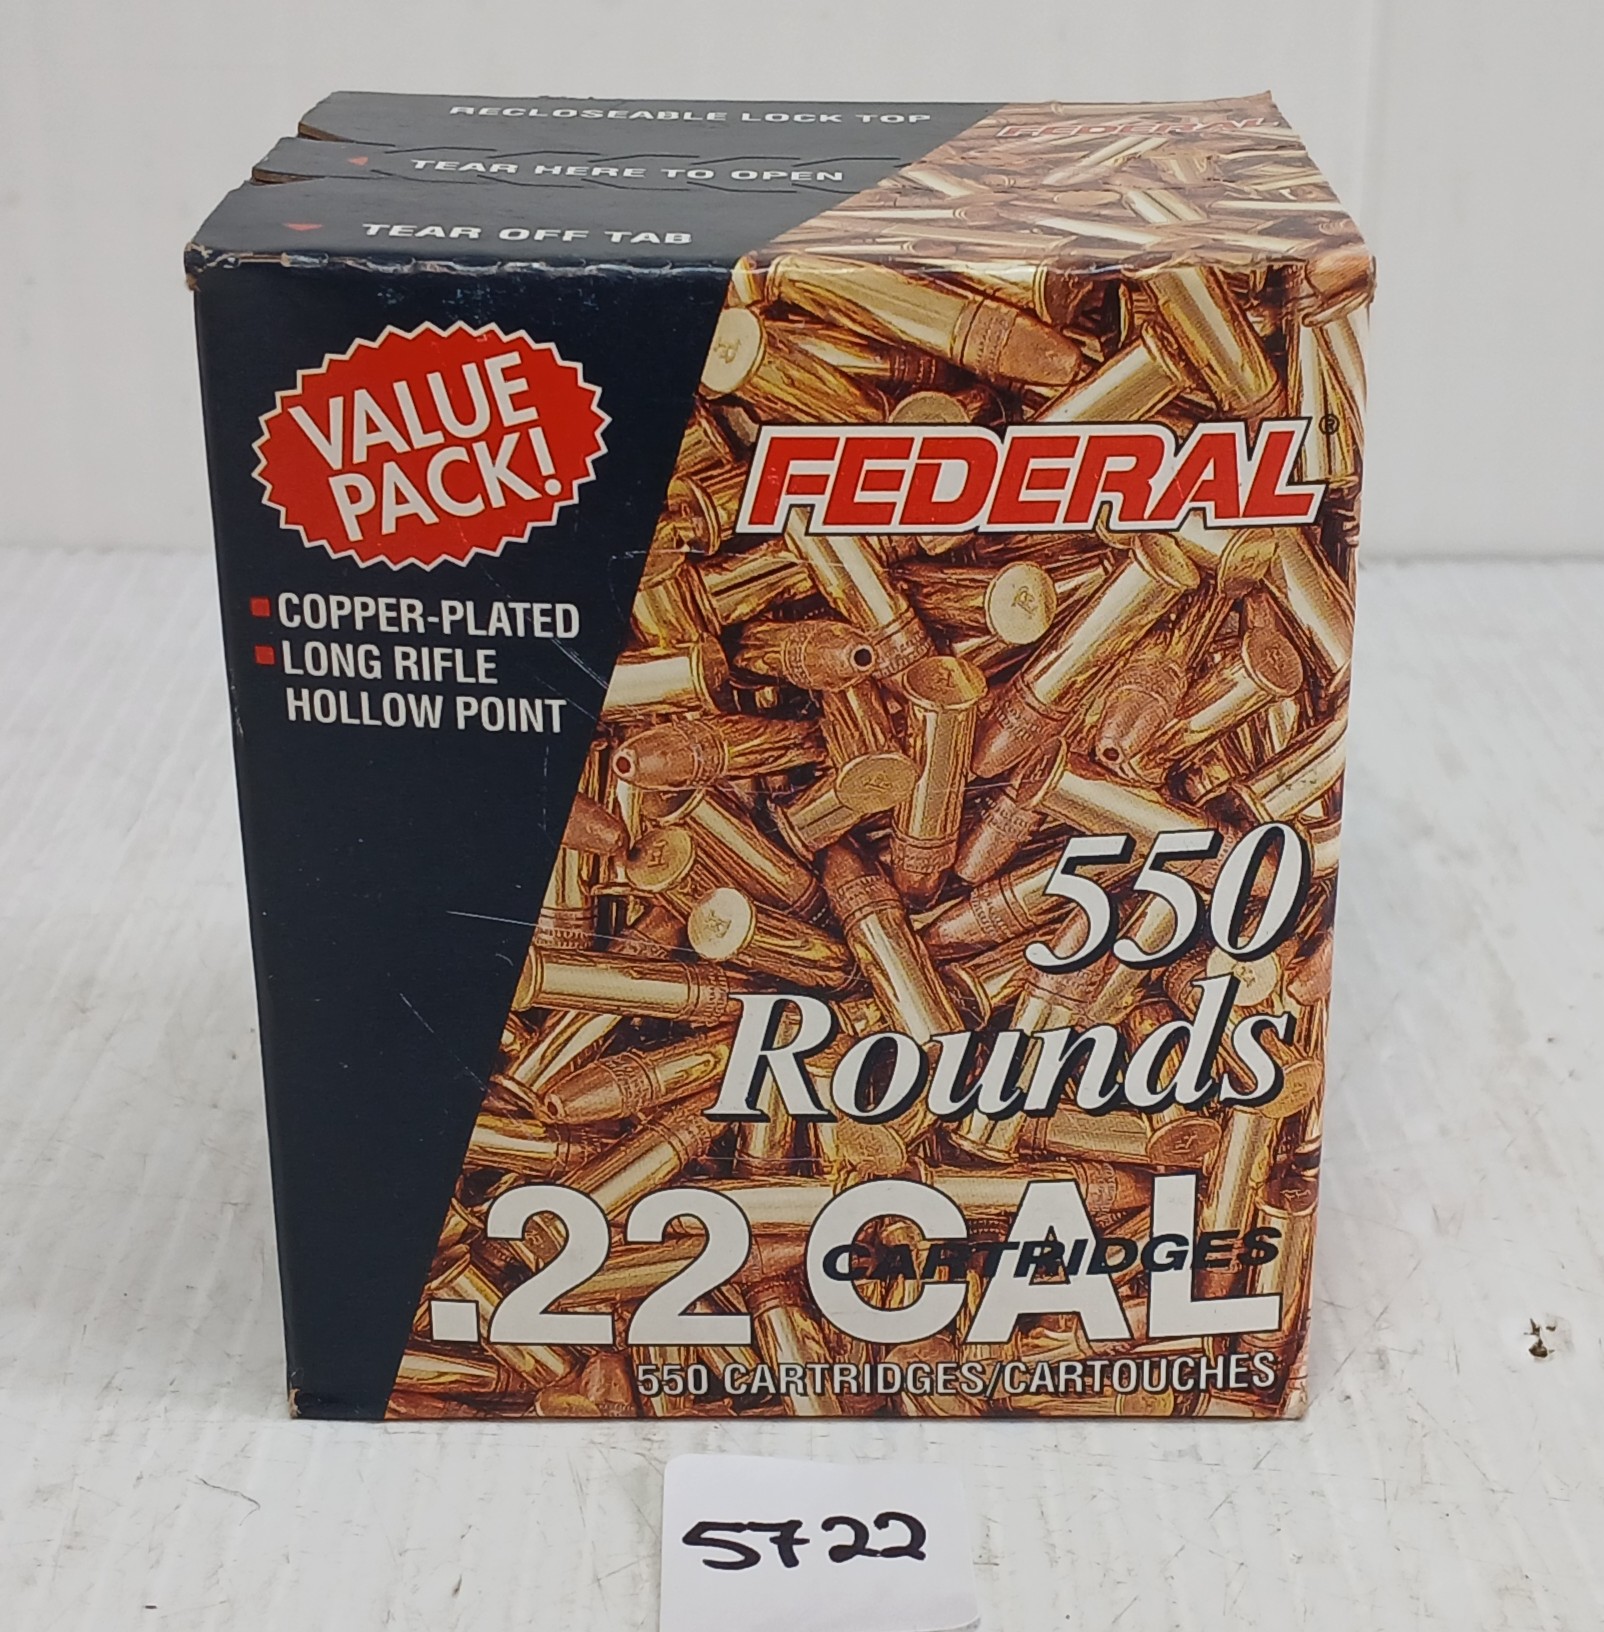 RECLOSEABLE LOCK TOP
FEDERAL
TEAR HERE TO OPEN
TEAR OFF TAB
VALUE
PACK!
FEDERAL®
COPPER-PLATED
LONG RIFLE
HOLLOW POINT
550
Rounds
.22 CAL
CARTRIDGES
550 CARTRIDGES/CARTOUCHES
5722